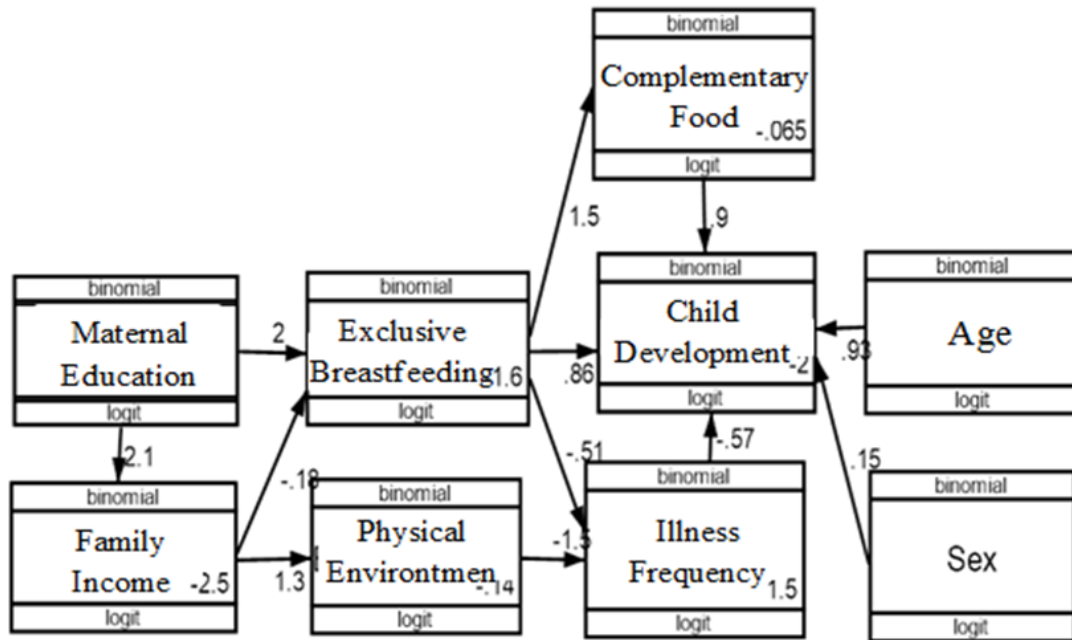 binomial
Complementary
Food
-.065
logit
1.5
.9
binomial
Maternal
Education
logit
2
binomial
Exclusive
Breastfeeding
1.6
logit
.86
binomial
Child
Development
-2
logit
binomial
Age
logit
.93
2.1
-.18
-.51
-.57
.15
binomial
Family
Income
-2.5
logit
1.3
binomial
Physical
Environtmen
-.14
logit
-1.5
binomial
Illness
Frequency
1.5
logit
binomial
Sex
logit